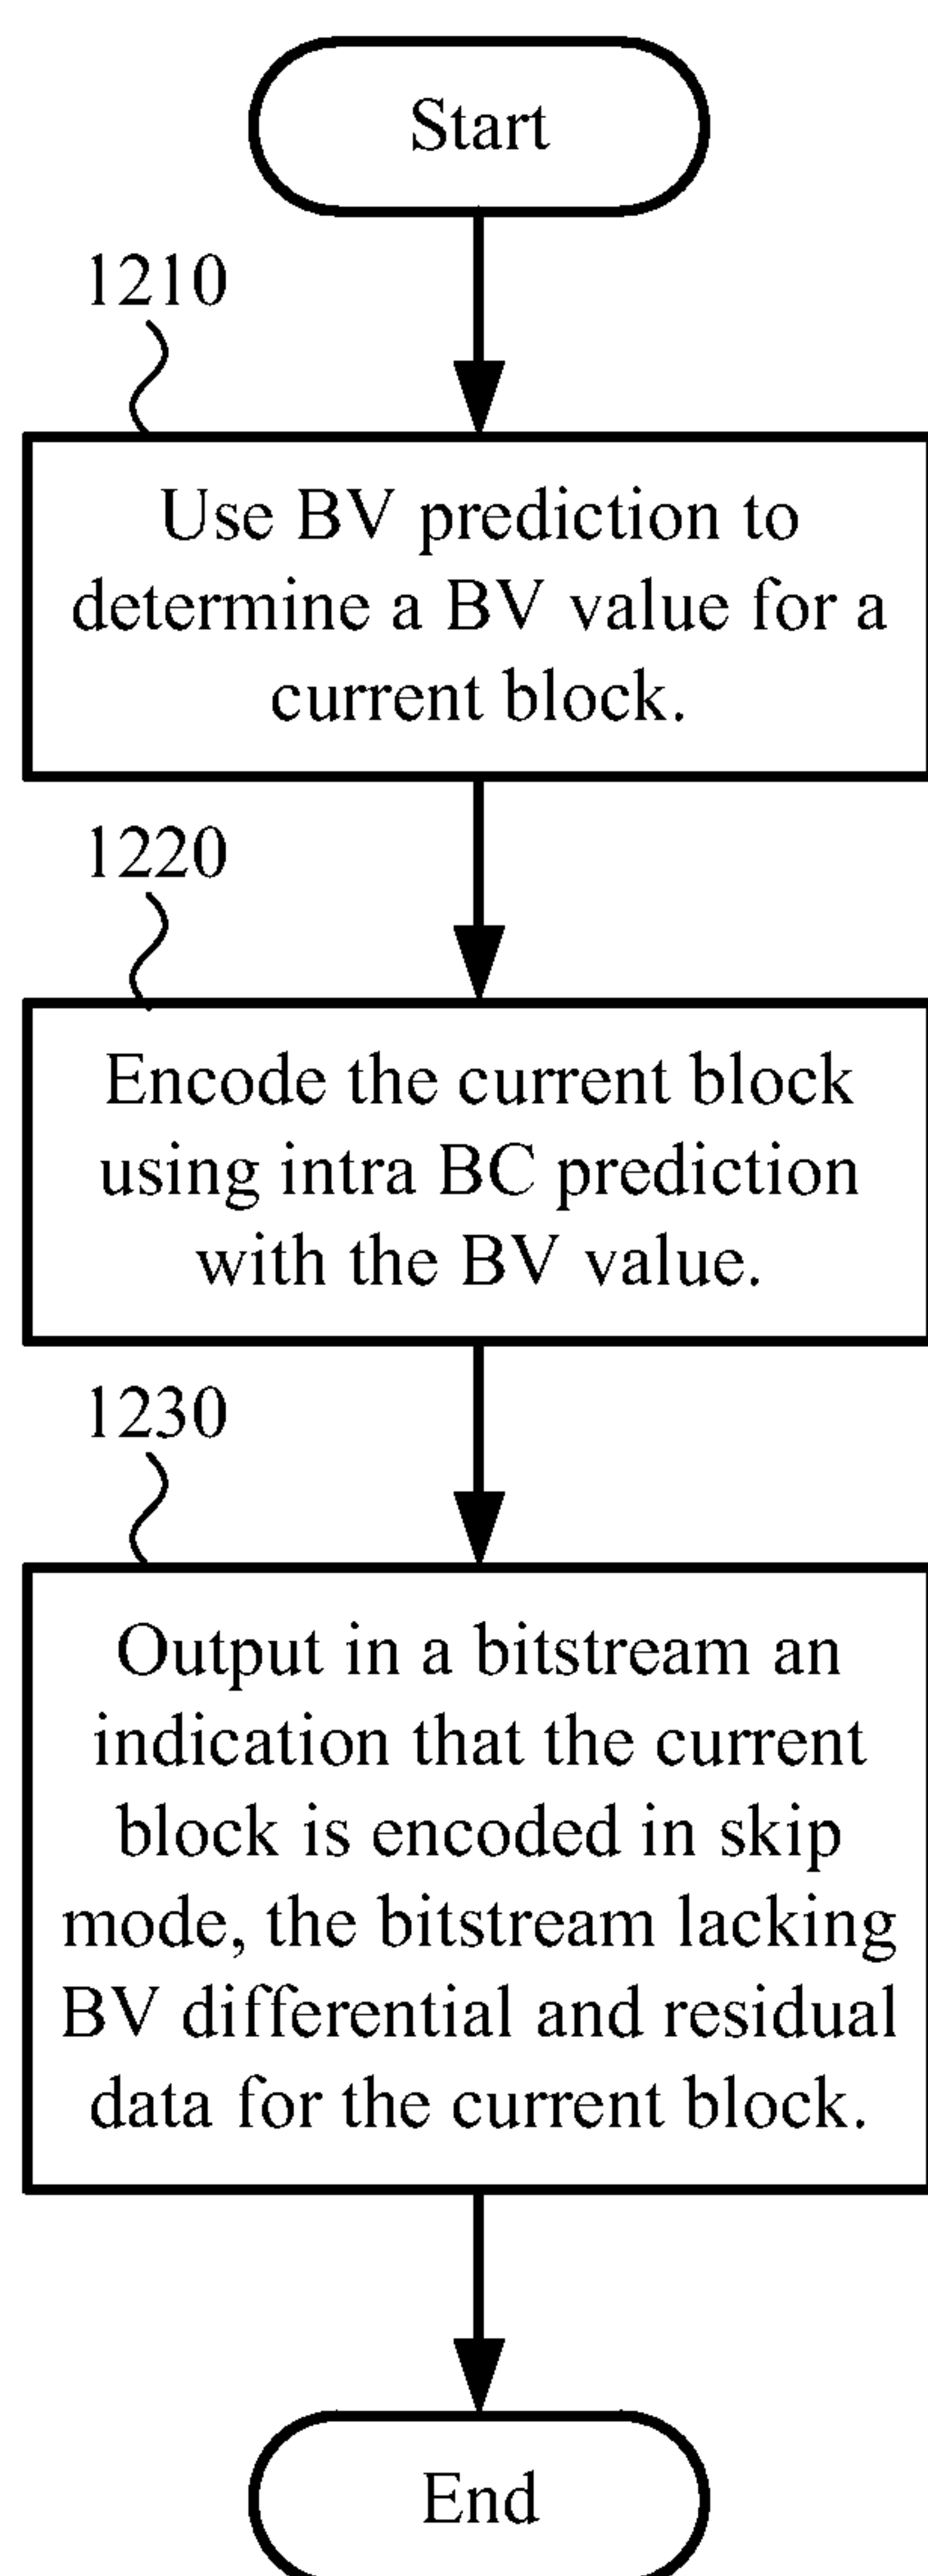 Start
1210
Use BV prediction to
determine a BV value for a
current block.
1220
Encode the current block
using intra BC prediction
with the BV value.
1230
Output in a bitstream an
indication that the current
block is encoded in skip
mode, the bitstream lacking
BV differential and residual
data for the current block.
End